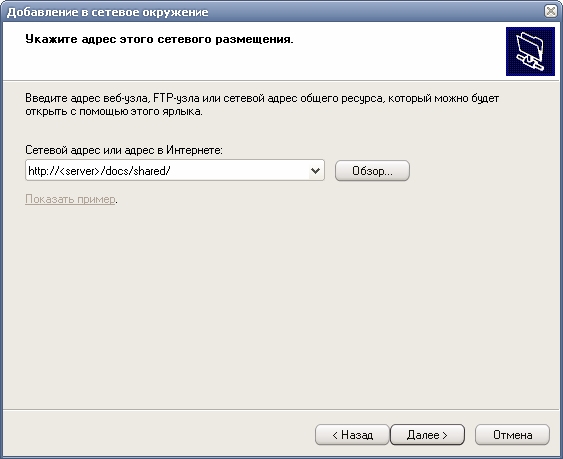 Добавление в сетевое окружение
Укажите адрес этого сетевого размещения.
Введите адрес веб-узла, FTP-узла или сетевой адрес общего ресурса, который можно будет
открыть с помощью этого ярлыка.
Сетевой адрес или адрес в Интернете:
http://<server>/docs/shared/
Обзор...
Показать пример.
< Назад
Далее >
Отмена